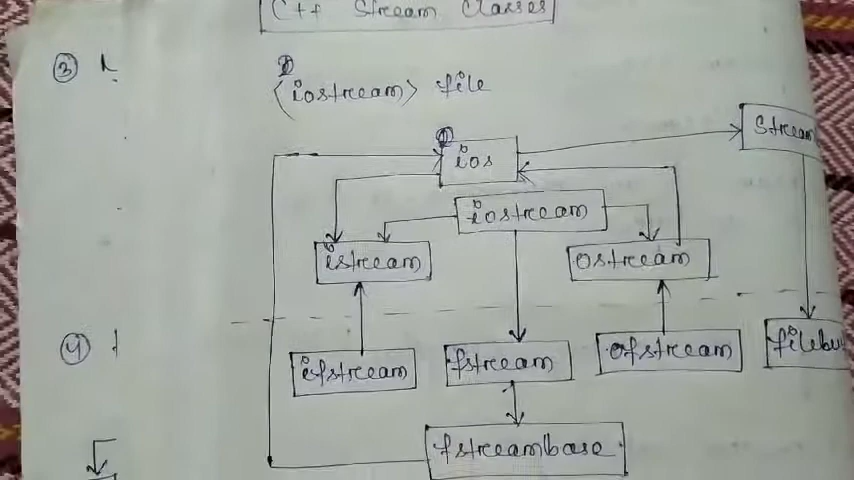 C++ Stream Classes
③
<iostream> file
ios
Stream
iostream
istream
ostream
④
ifstream
fstream
ofstream
filebu
fstreambase